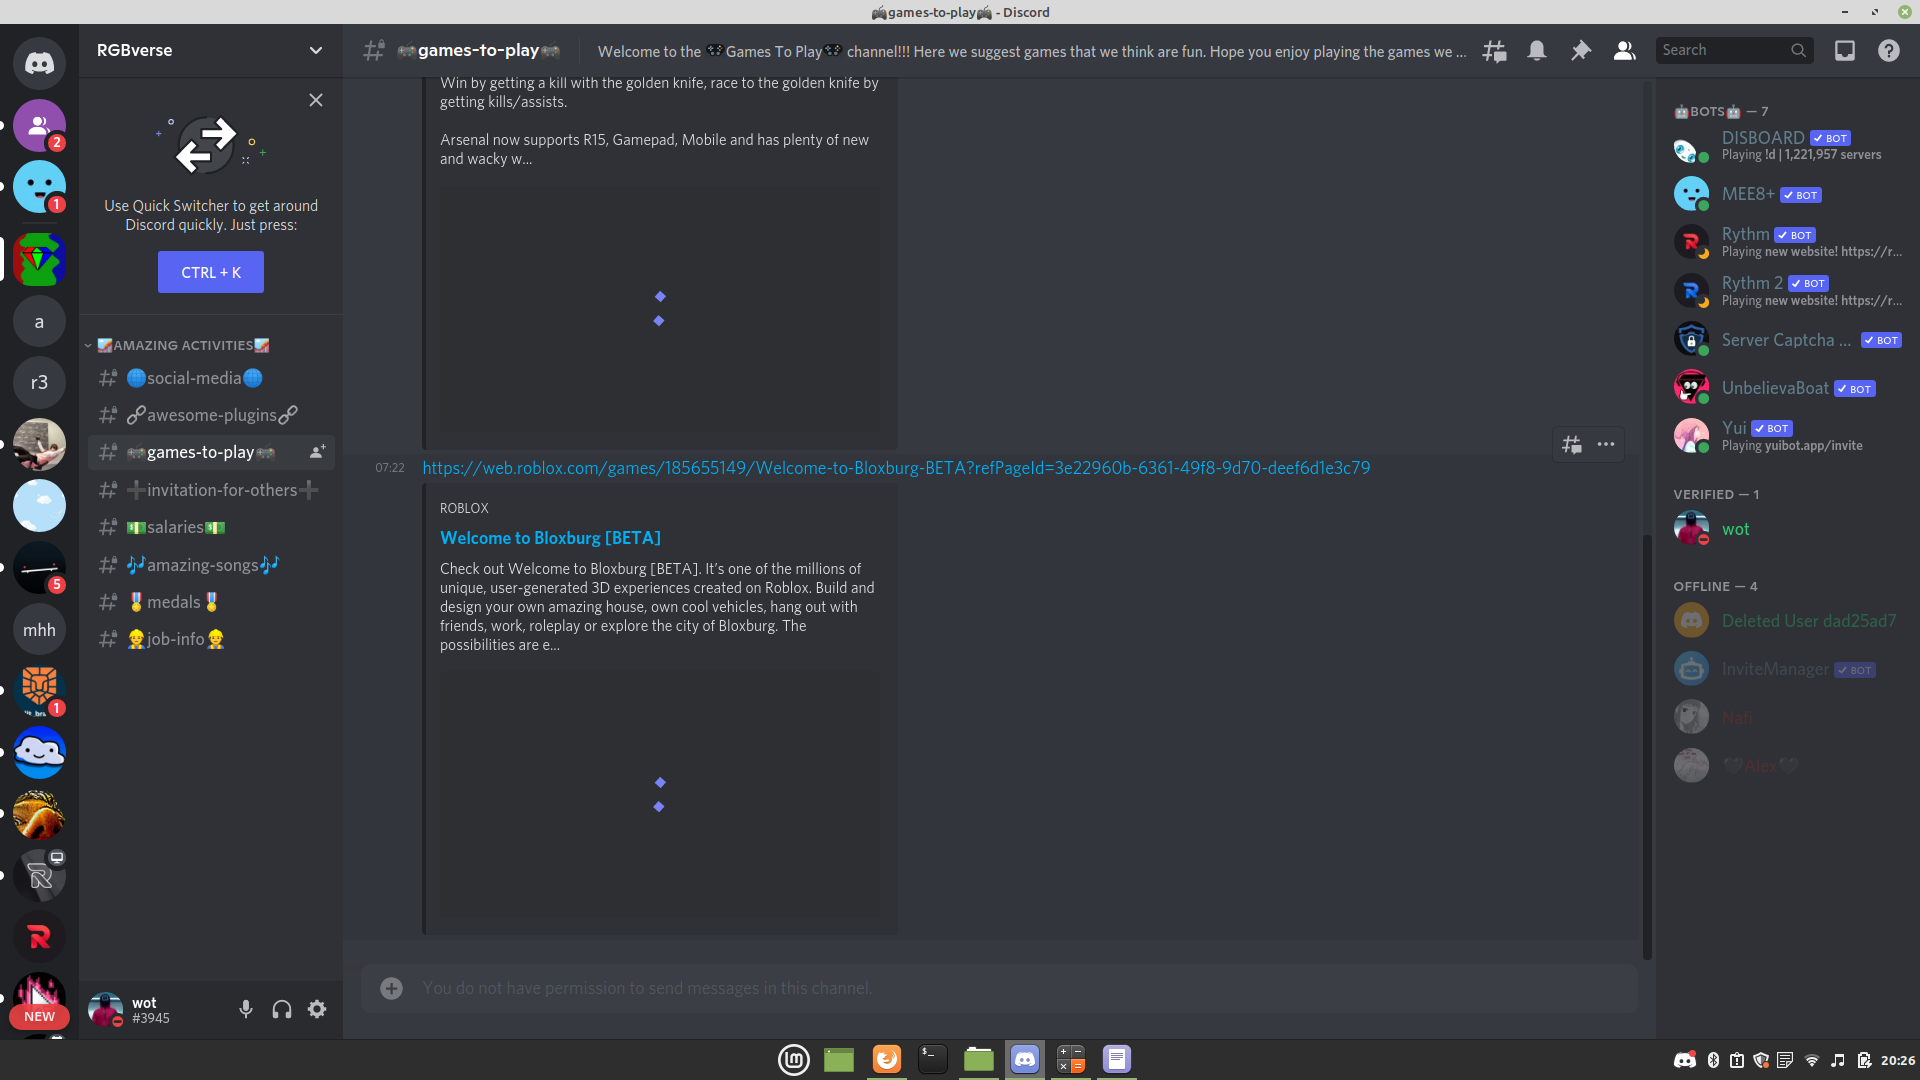 🎮games-to-play🎮 - Discord
RGBverse
🎮games-to-play🎮
Welcome to the 🎮Games To Play🎮 channel!!! Here we suggest games that we think are fun. Hope you enjoy playing the games we ...
Search
2
1
a
r3
5
mhh
1
NEW
Use Quick Switcher to get around
Discord quickly. Just press:
CTRL + K
AMAZING ACTIVITIES
🌐social-media🌐
🔗awesome-plugins🔗
🎮games-to-play🎮
➕invitation-for-others➕
💵salaries💵
🎶amazing-songs🎶
🎖️medals🎖️
👷job-info👷
wot
#3945
Win by getting a kill with the golden knife, race to the golden knife by
getting kills/assists.
Arsenal now supports R15, Gamepad, Mobile and has plenty of new
and wacky w...
07:22
https://web.roblox.com/games/185655149/Welcome-to-Bloxburg-BETA?refPageId=3e22960b-6361-49f8-9d70-deef6d1e3c79
ROBLOX
Welcome to Bloxburg [BETA]
Check out Welcome to Bloxburg [BETA]. It's one of the millions of
unique, user-generated 3D experiences created on Roblox. Build and
design your own amazing house, own cool vehicles, hang out with
friends, work, roleplay or explore the city of Bloxburg. The
possibilities are e...
You do not have permission to send messages in this channel.
🤖BOTS🤖 — 7
DISBOARD BOT
Playing !d | 1,221,957 servers
MEE8+ BOT
Rythm BOT
Playing new website! https://r...
Rythm 2 BOT
Playing new website! https://r...
Server Captcha ... BOT
UnbelievaBoat BOT
Yui BOT
Playing yuibot.app/invite
VERIFIED — 1
wot
OFFLINE — 4
Deleted User dad25ad7
InviteManager BOT
Nafi
🖤Alex🖤
20:26